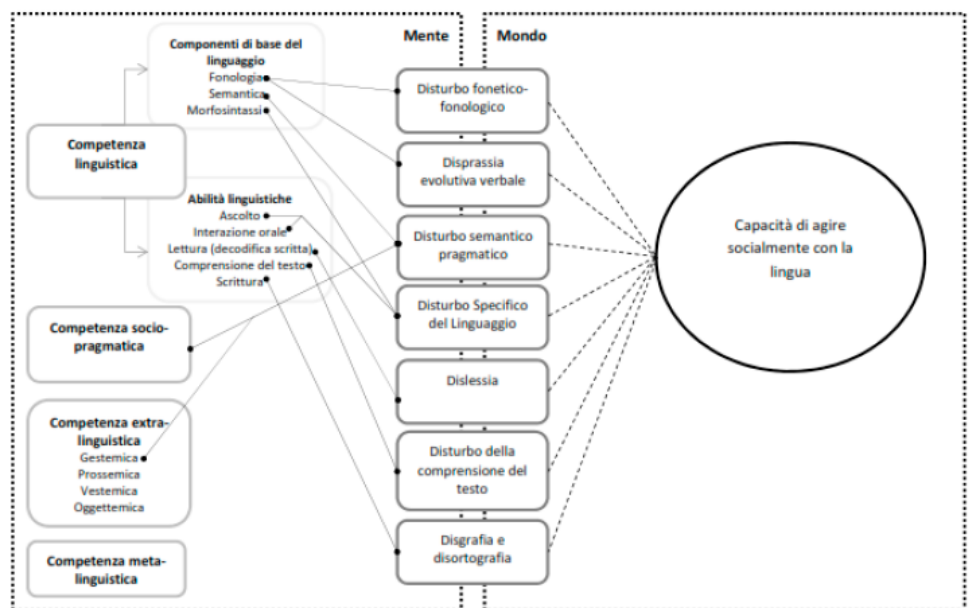 Mente
Mondo
Componenti di base del
linguaggio
Fonologia
Semantica
Morfosintassi
Competenza
linguistica
Abilità linguistiche
Ascolto
Interazione orale
Lettura (decodifica scritta)
Comprensione del testo
Scrittura
Competenza socio-
pragmatica
Competenza extra-
linguistica
Gestemica
Prossemica
Vestemica
Oggettemica
Competenza meta-
linguistica
Disturbo fonetico-
fonologico
Disprassia
evolutiva verbale
Disturbo semantico
pragmatico
Disturbo Specifico
del Linguaggio
Dislessia
Disturbo della
comprensione del
testo
Disgrafia e
disortografia
Capacità di agire
socialmente con la
lingua